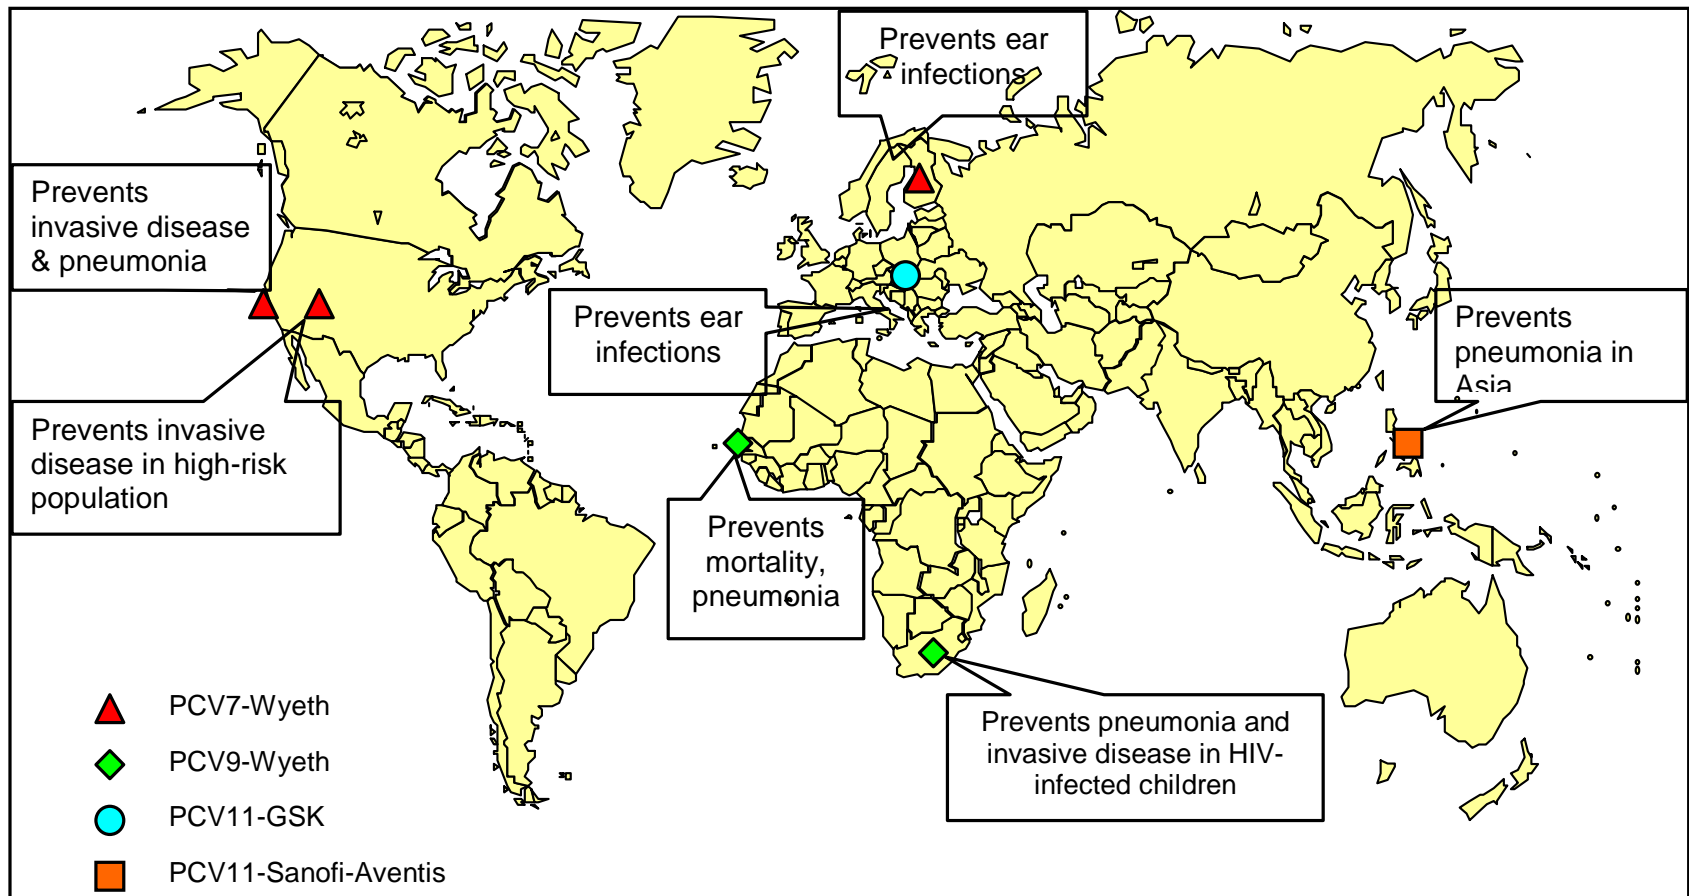 Prevents ear
infections
Prevents
invasive disease
& pneumonia
Prevents ear
infections
Prevents
pneumonia in
Asia
Prevents invasive
disease in high-risk
population
Prevents
mortality,
pneumonia
Prevents pneumonia and
invasive disease in HIV-
infected children
PCV7-Wyeth
PCV9-Wyeth
PCV11-GSK
PCV11-Sanofi-Aventis